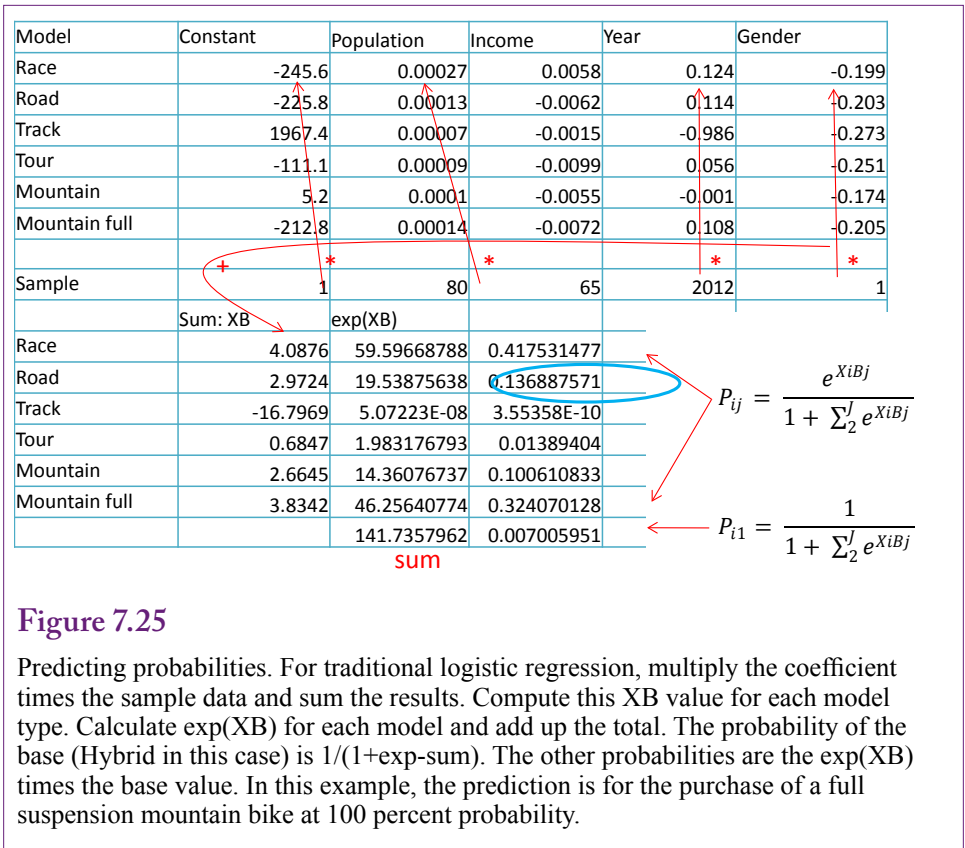 Model Constant Population Income Year Gender
Race -245.6 0.00027 0.0058 0.124 -0.199
Road -225.8 0.00013 -0.0062 0.114 -0.203
Track 1967.4 0.00007 -0.0015 -0.986 -0.273
Tour -111.1 0.00009 -0.0099 0.056 -0.251
Mountain 5.2 0.0001 -0.0055 -0.001 -0.174
Mountain full -212.8 0.00014 -0.0072 0.108 -0.205
+ * * * *
Sample 1 80 65 2012 1
Sum: XB exp(XB)
Race 4.0876 59.59668788 0.417531477
Road 2.9724 19.53875638 0.136887571
Track -16.7969 5.07223E-08 3.55358E-10
Tour 0.6847 1.983176793 0.01389404
Mountain 2.6645 14.36076737 0.100610833
Mountain full 3.8342 46.25640774 0.324070128
141.7357962 0.007005951
sum
P_{ij} = \frac{e^{XiBj}}{1 + \sum_2^J e^{XiBj}}
P_{i1} = \frac{1}{1 + \sum_2^J e^{XiBj}}
Figure 7.25
Predicting probabilities. For traditional logistic regression, multiply the coefficient
times the sample data and sum the results. Compute this XB value for each model
type. Calculate exp(XB) for each model and add up the total. The probability of the
base (Hybrid in this case) is 1/(1+exp-sum). The other probabilities are the exp(XB)
times the base value. In this example, the prediction is for the purchase of a full
suspension mountain bike at 100 percent probability.